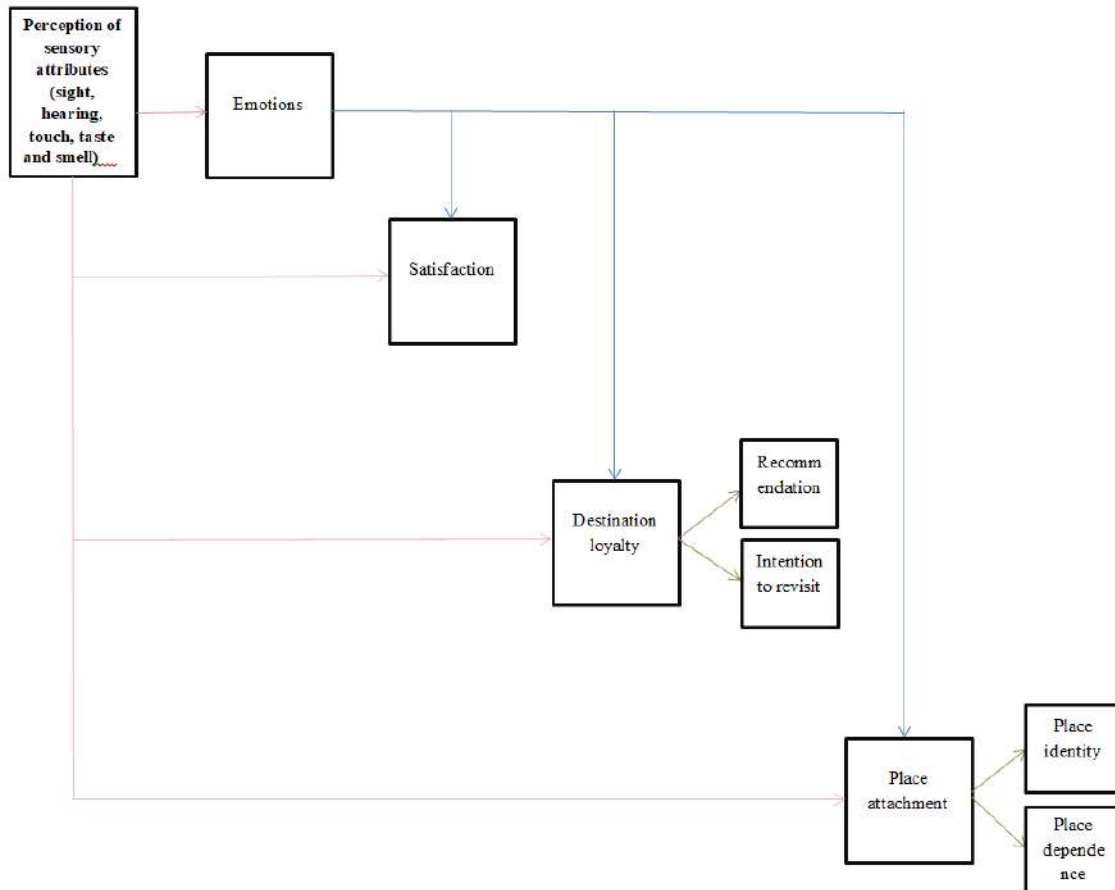 Perception of
sensory
attributes
(sight,
hearing,
touch, taste
and smell)
Emotions
Satisfaction
Destination
loyalty
Recomm
endation
Intention
to revisit
Place
attachment
Place
identity
Place
depende
nce